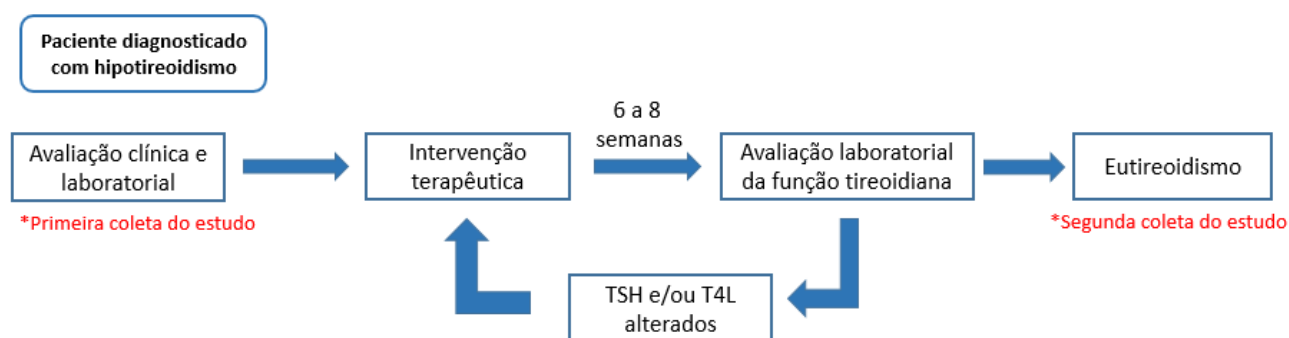 Paciente diagnosticado
com hipotireoidismo
Avaliação clínica e
laboratorial
*Primeira coleta do estudo
Intervenção
terapêutica
6 a 8
semanas
Avaliação laboratorial
da função tireoidiana
Eutireoidismo
*Segunda coleta do estudo
TSH e/ou T4L
alterados